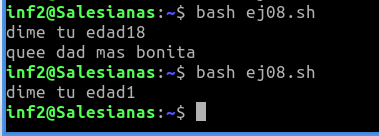 inf2@Salesianas:~$ bash ej08.sh
dime tu edad18
quee dad mas bonita
inf2@Salesianas:~$ bash ej08.sh
dime tu edad1
inf2@Salesianas:~$